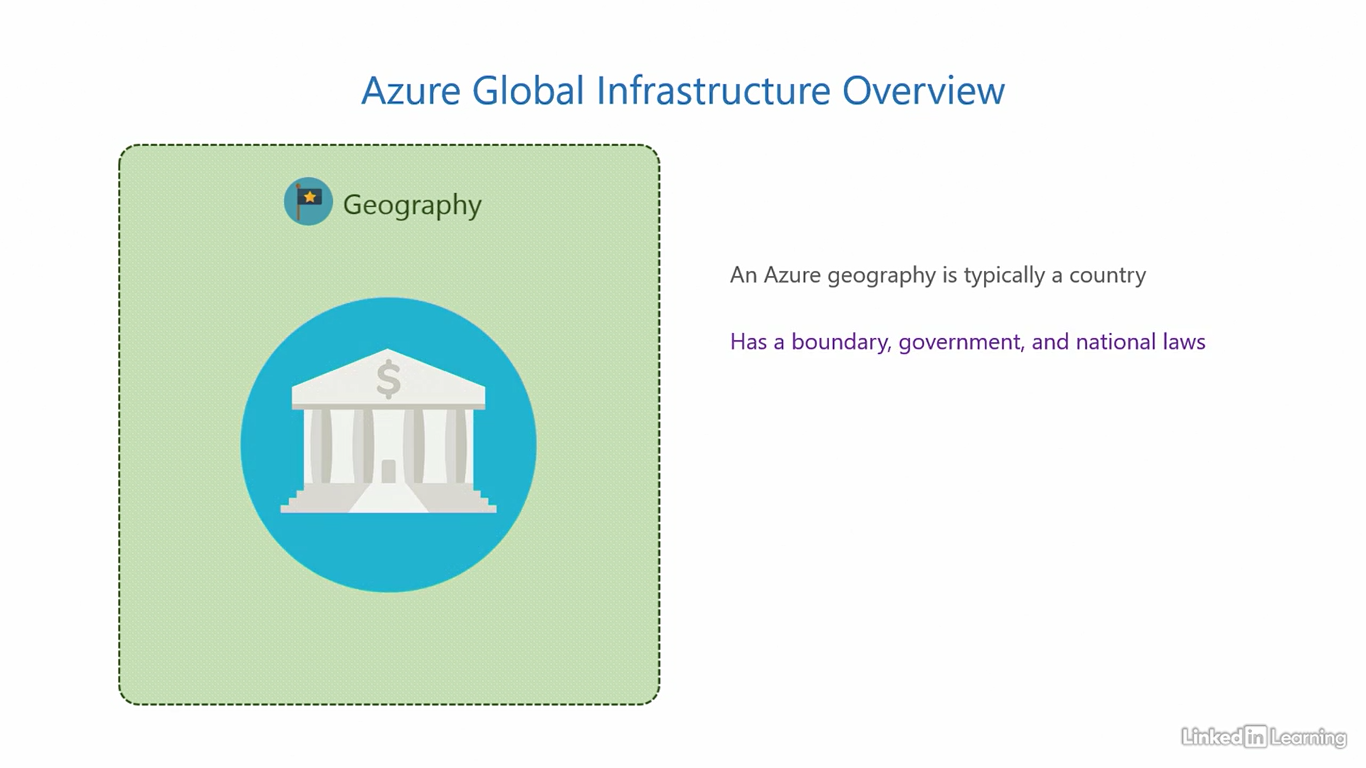 Azure Global Infrastructure Overview
Geography
An Azure geography is typically a country
Has a boundary, government, and national laws
$
LinkedIn Learning